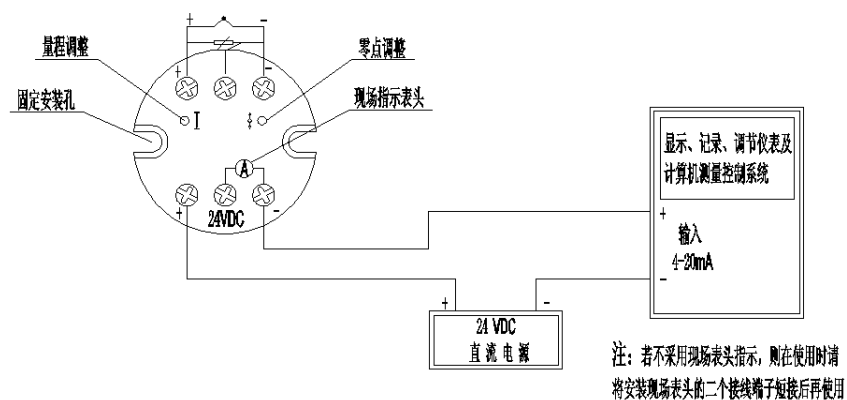 + -
量程调整
零点调整
+ -
固定安装孔
现场指示表头
A
+ -
24VDC
显示、记录、调节仪表及
计算机测量控制系统
+
输入
4-20mA
-
+ -
24 VDC
直流电源
注：若不采用现场表头指示，则在使用时请
将安装现场表头的二个接线端子短接后再使用